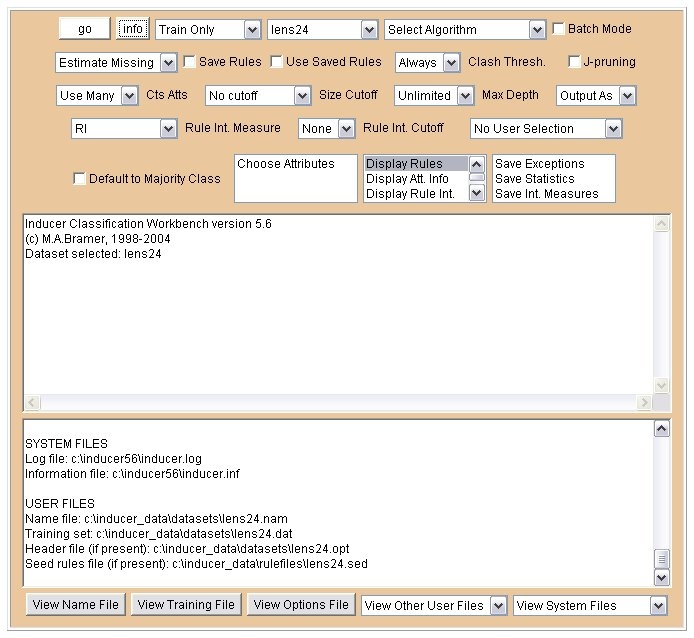 go info Train Only lens24 Select Algorithm Batch Mode
Estimate Missing Save Rules Use Saved Rules Always Clash Thresh. J-pruning
Use Many Cts Atts No cutoff Size Cutoff Unlimited Max Depth Output As
RI Rule Int. Measure None Rule Int. Cutoff No User Selection
Default to Majority Class
Choose Attributes
Display Rules
Display Att. Info
Display Rule Int.
Save Exceptions
Save Statistics
Save Int. Measures
Inducer Classification Workbench version 5.6
(c) M.A.Bramer, 1998-2004
Dataset selected: lens24
SYSTEM FILES
Log file: c:\inducer56\inducer.log
Information file: c:\inducer56\inducer.inf
USER FILES
Name file: c:\inducer_data\datasets\lens24.nam
Training set: c:\inducer_data\datasets\lens24.dat
Header file (if present): c:\inducer_data\datasets\lens24.opt
Seed rules file (if present): c:\inducer_data\rulefiles\lens24.sed
View Name File View Training File View Options File View Other User Files View System Files